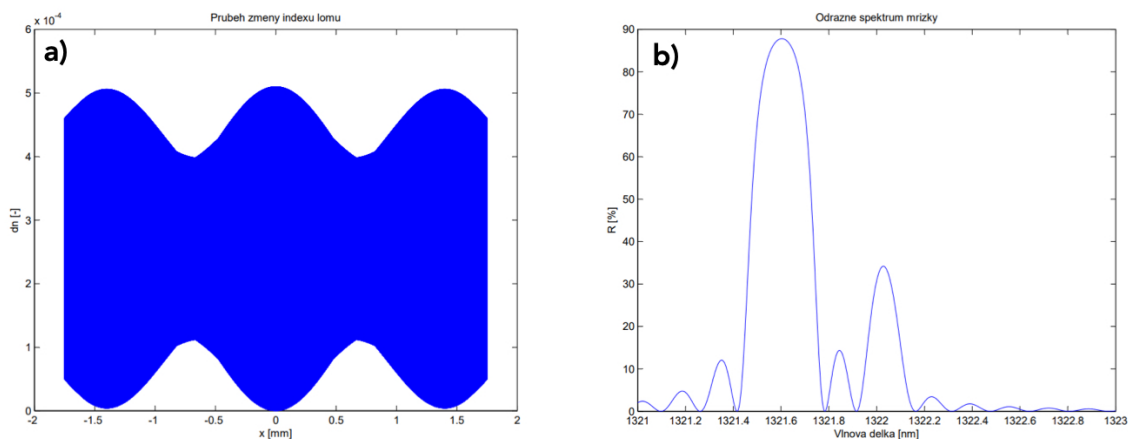 Prubeh zmeny indexu lomu
x 10⁻⁴
a)
6
5
4
3
2
1
0
dn [-]
-2 -1.5 -1 -0.5 0 0.5 1 1.5 2
x [mm]
Odrazne spektrum mrizky
b)
90
80
70
60
50
40
30
20
10
0
R [%]
1321 1321.2 1321.4 1321.6 1321.8 1322 1322.2 1322.4 1322.6 1322.8 1323
Vlnova delka [nm]